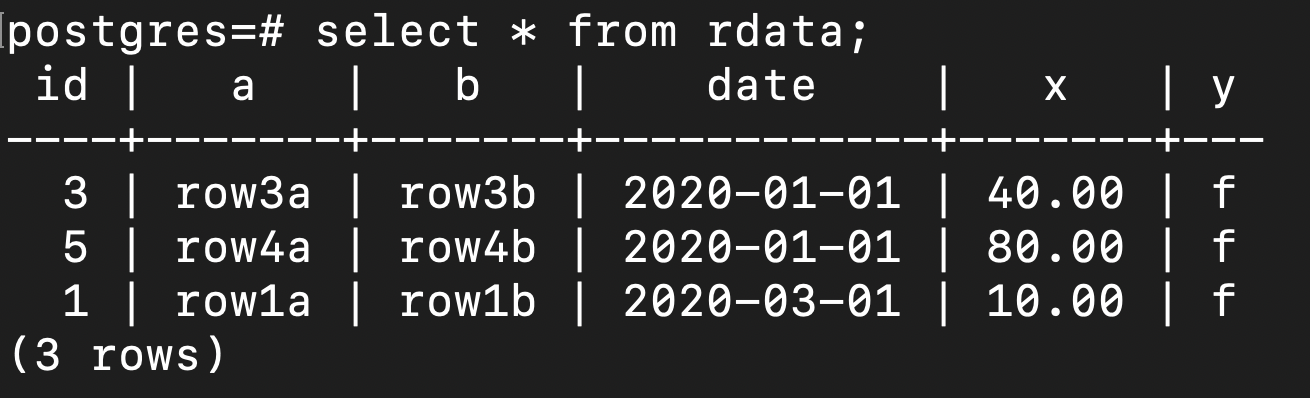 postgres=# select * from rdata;
 id |   a   |   b   |    date    |   x   | y
----+-------+-------+------------+-------+---
  3 | row3a | row3b | 2020-01-01 | 40.00 | f
  5 | row4a | row4b | 2020-01-01 | 80.00 | f
  1 | row1a | row1b | 2020-03-01 | 10.00 | f
(3 rows)